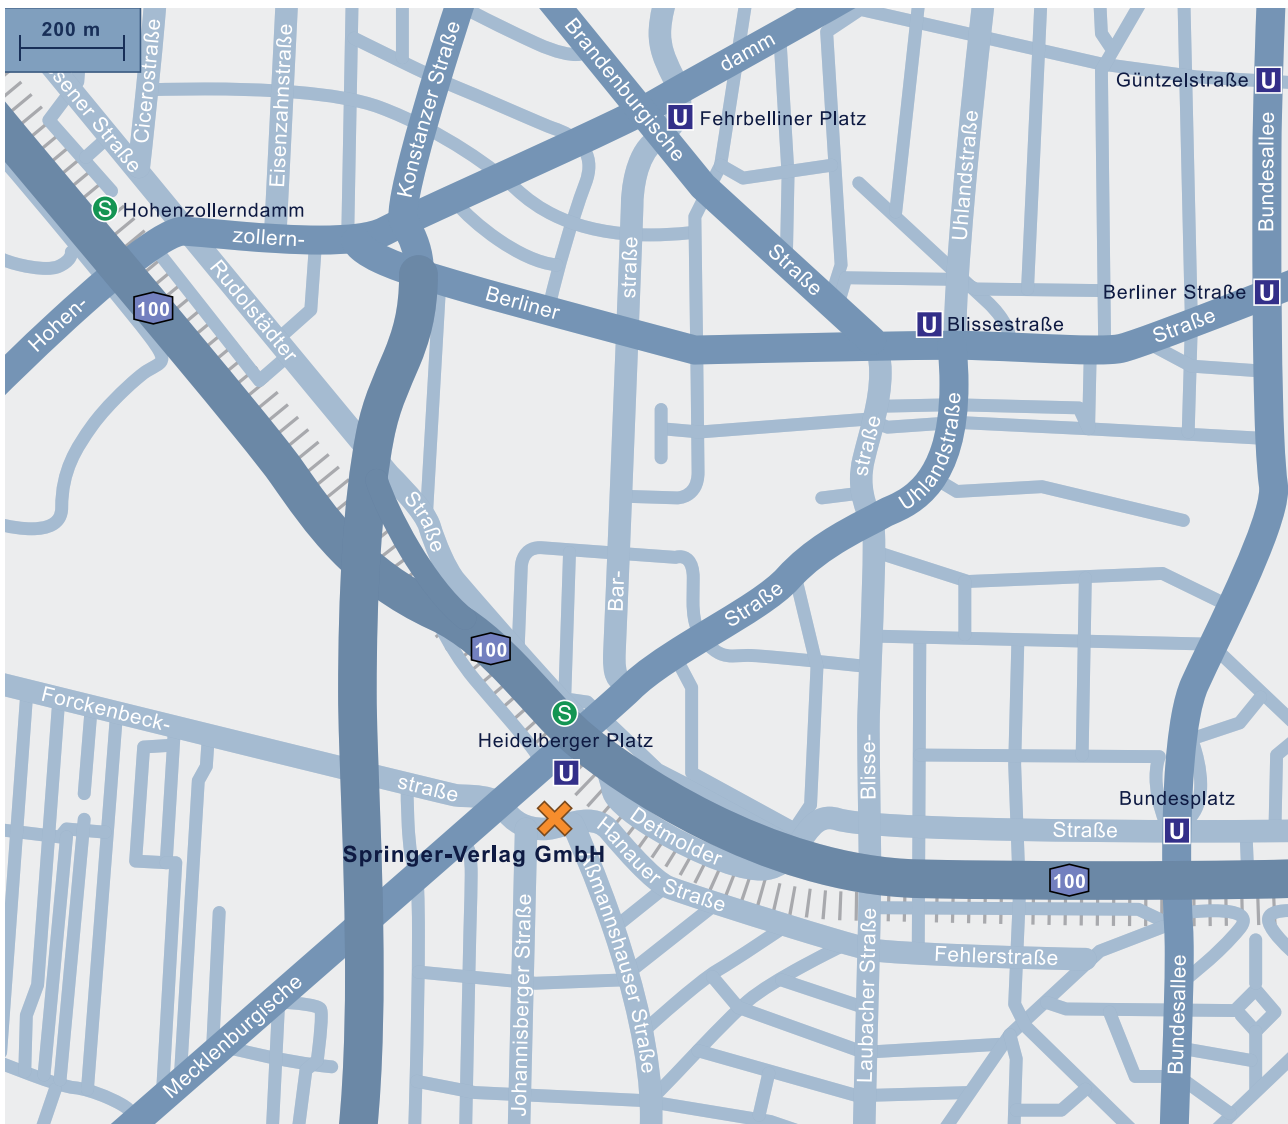 200 m
Cicerostraße
Eisenzahnstraße
sener Straße
Konstanzer Straße
Brandenburgische
damm
U
Fehrbelliner Platz
Uhlandstraße
Güntzelstraße
U
Bundesallee
S
Hohenzollerndamm
zollern-
Hohen-
100
Rudolstädter
straße
Straße
Berliner
U
Blissestraße
Berliner Straße
U
Straße
straße
Uhlandstraße
Straße
Bar-
Straße
100
Forckenbeck-
S
Heidelberger Platz
U
straße
Blisse-
Bundesplatz
U
Straße
Springer-Verlag GmbH
Detmolder
Hanauer Straße
100
ßmannshauser Straße
Johannisberger Straße
Laubacher Straße
Fehlerstraße
Bundesallee
Mecklenburgische